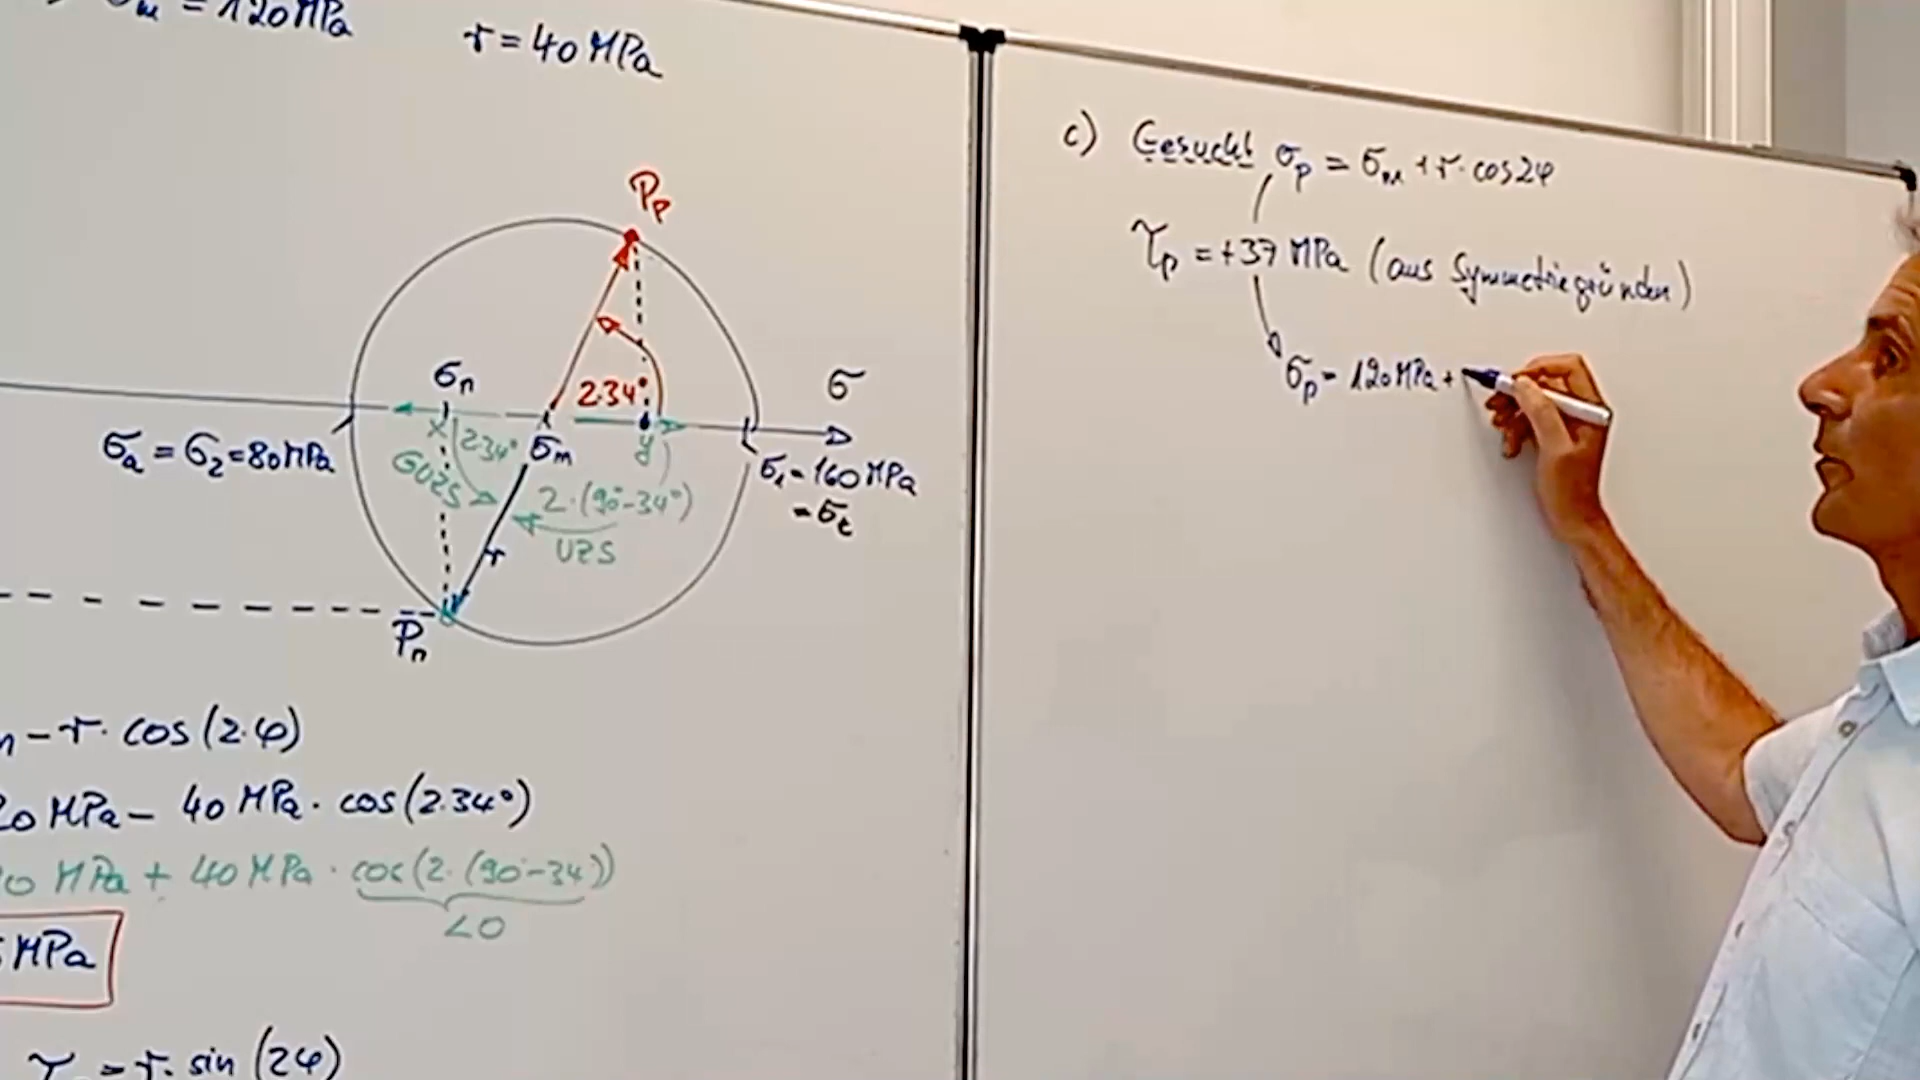 σm = 120 MPa
r = 40 MPa
Pp
σn
2·34°
σ
σa = σ2 = 80 MPa
x
2·34°
σm
y
GUZS
σ1 = 160 MPa
= σt
2·(90°-34°)
UZS
r
Pn
- r· cos(2·φ)
MPa - 40 MPa · cos(2·34°)
MPa + 40 MPa · cos(2·(90°-34))
<0
MPa
= r· sin(2φ)
c) Gesucht σp = σm + r· cos2φ
τp = +37 MPa (aus Symmetriegründen)
σp = 120 MPa +